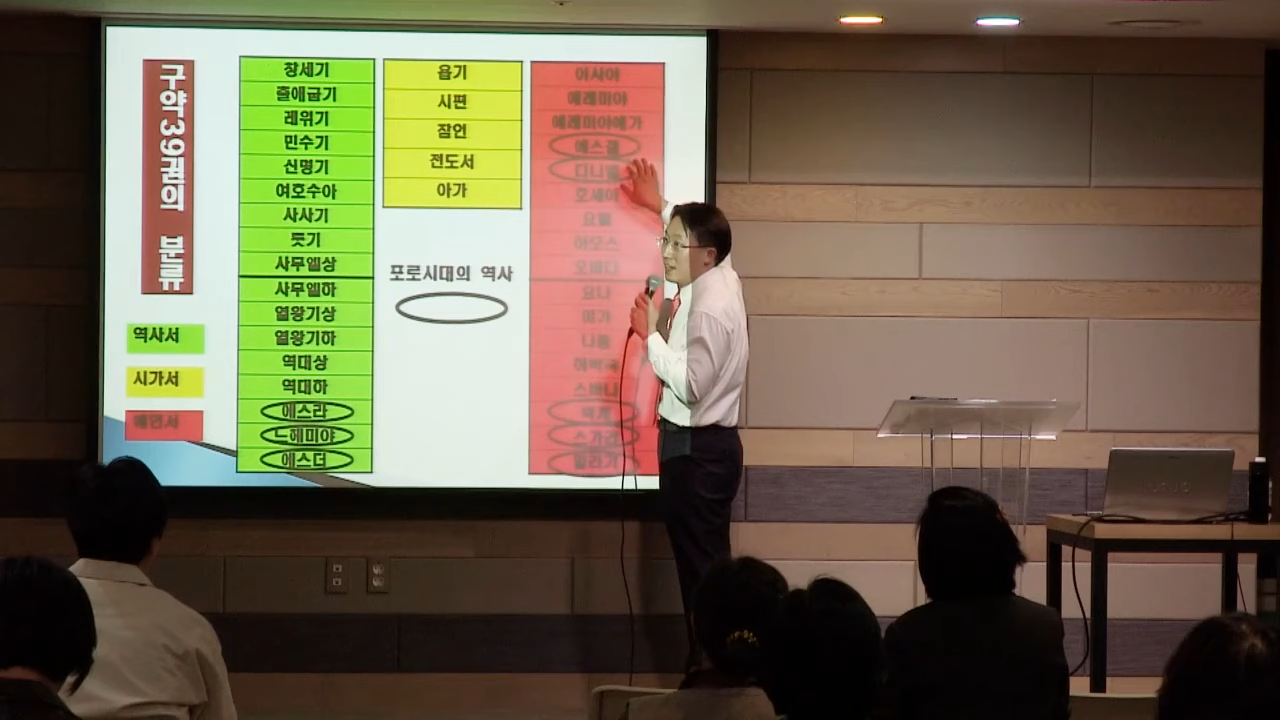 구약39권의 분류
역사서
시가서
예언서
창세기
출애굽기
레위기
민수기
신명기
여호수아
사사기
룻기
사무엘상
사무엘하
열왕기상
열왕기하
역대상
역대하
에스라
느헤미야
에스더
욥기
시편
잠언
전도서
아가
포로시대의 역사
이사야
예레미야
예레미야애가
에스겔
다니엘
호세아
요엘
아모스
오바댜
요나
미가
나훔
하박국
스바냐
학개
스가랴
말라기